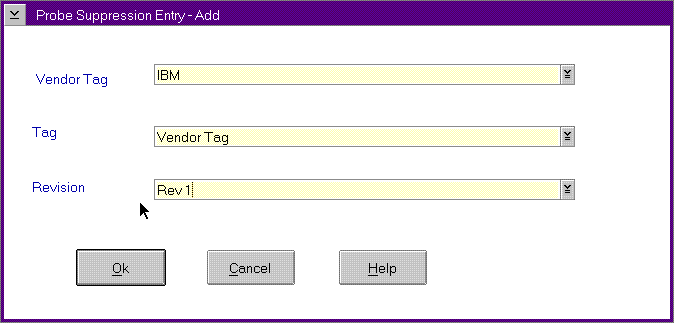 Probe Suppression Entry - Add
Vendor Tag IBM
Tag Vendor Tag
Revision Rev 1
Ok Cancel Help